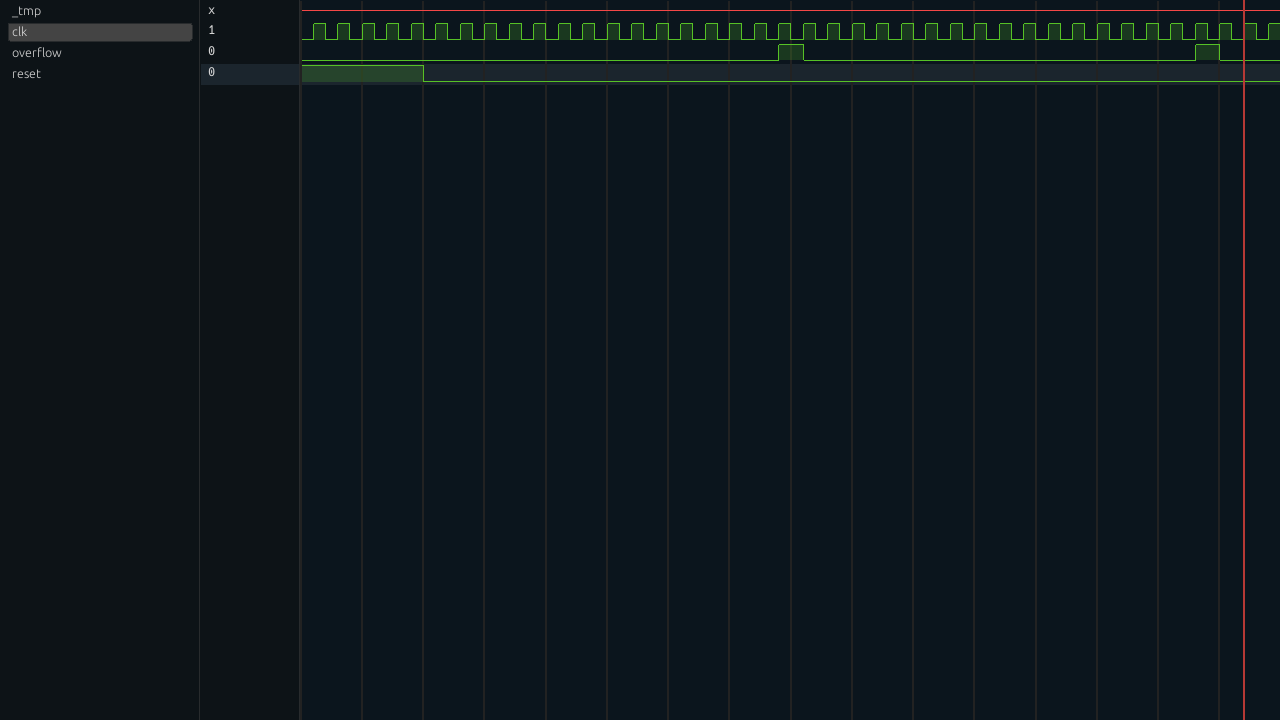 _tmp x
clk 1
overflow 0
reset 0